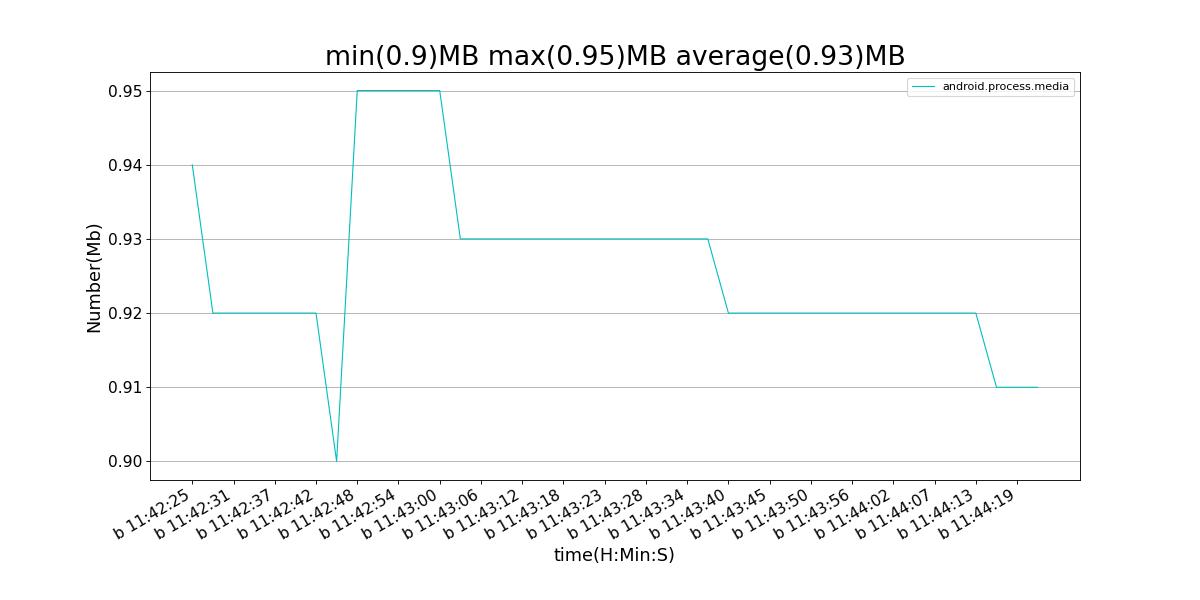 min(0.9)MB max(0.95)MB average(0.93)MB
android.process.media
0.95
0.94
0.93
0.92
0.91
0.90
Number(Mb)
b 11:42:25
b 11:42:31
b 11:42:37
b 11:42:42
b 11:42:48
b 11:42:54
b 11:43:00
b 11:43:06
b 11:43:12
b 11:43:18
b 11:43:23
b 11:43:28
b 11:43:34
b 11:43:40
b 11:43:45
b 11:43:50
b 11:43:56
b 11:44:02
b 11:44:07
b 11:44:13
b 11:44:19
time(H:Min:S)